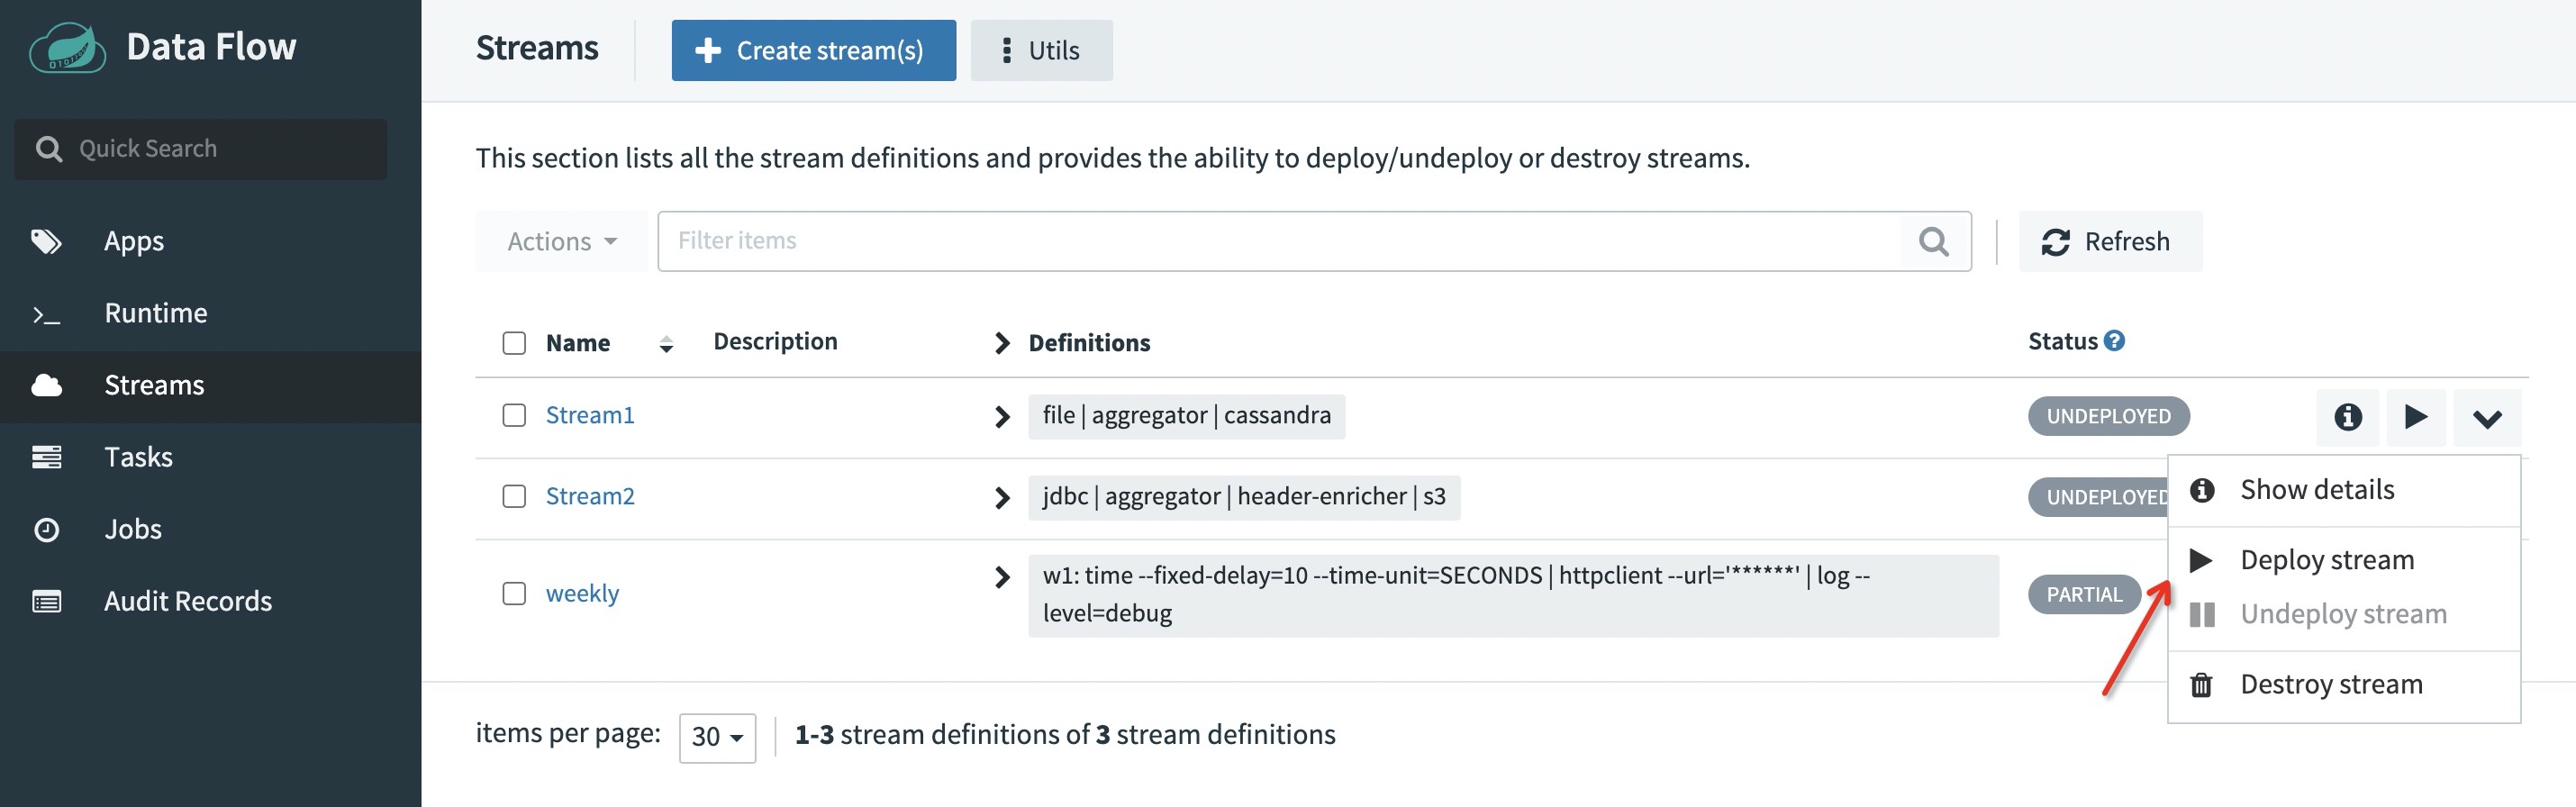 Data Flow
Quick Search
Apps
Runtime
Streams
Tasks
Jobs
Audit Records
Streams
Create stream(s)
Utils
This section lists all the stream definitions and provides the ability to deploy/undeploy or destroy streams.
Actions
Filter items
Refresh
Name Description Definitions Status ?
Stream1 file | aggregator | cassandra UNDEPLOYED
Stream2 jdbc | aggregator | header-enricher | s3 UNDEPLOYED
weekly w1: time --fixed-delay=10 --time-unit=SECONDS | httpclient --url='******' | log --
level=debug
PARTIAL
Show details
Deploy stream
Undeploy stream
Destroy stream
items per page: 30 1-3 stream definitions of 3 stream definitions